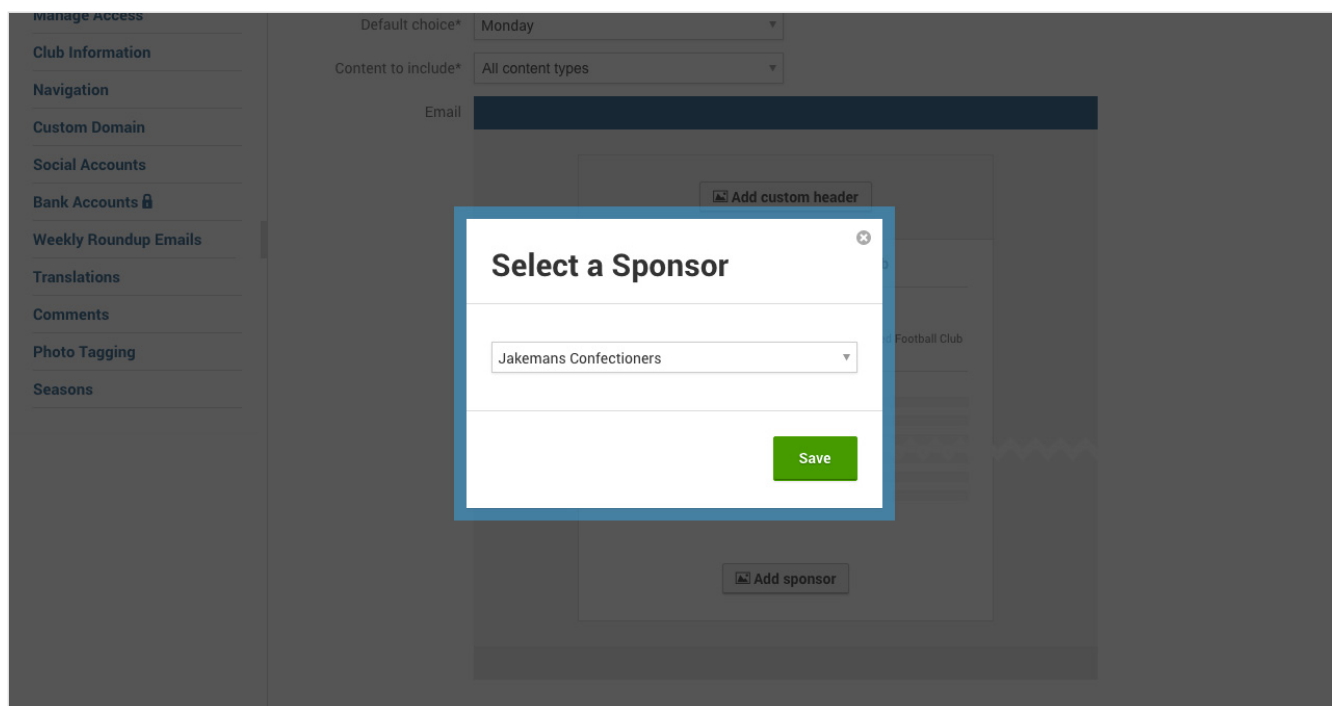 Manage Access
Club Information
Navigation
Custom Domain
Social Accounts
Bank Accounts
Weekly Roundup Emails
Translations
Comments
Photo Tagging
Seasons
Default choice* Monday
Content to include* All content types
Email
Add custom header
Select a Sponsor
Football Club
Jakemans Confectioners
Save
Add sponsor